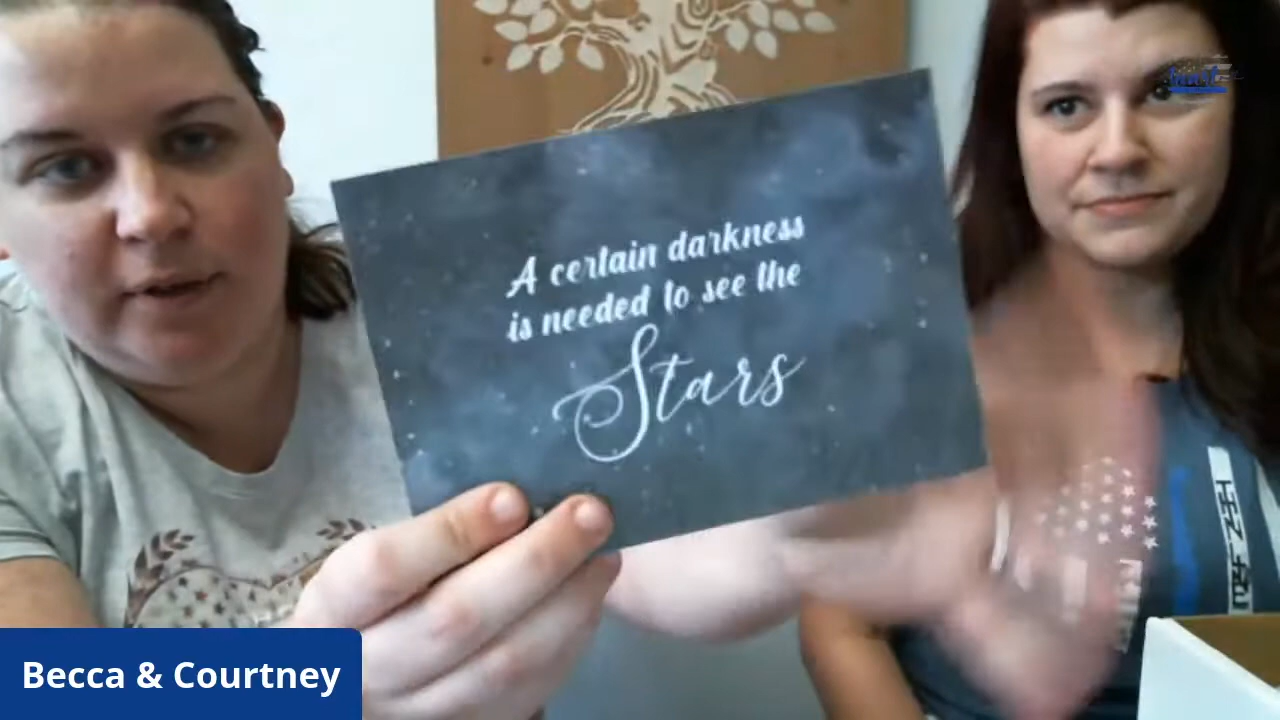 A certain darkness
is needed to see the
Stars
Becca & Courtney